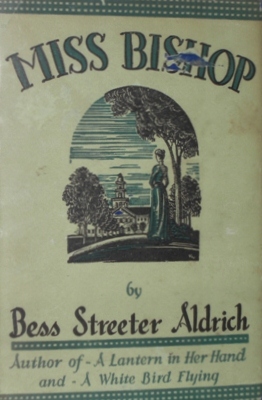 MISS BISHOP
by
Bess Streeter Aldrich
Author of - A Lantern in Her Hand
and - A White Bird Flying